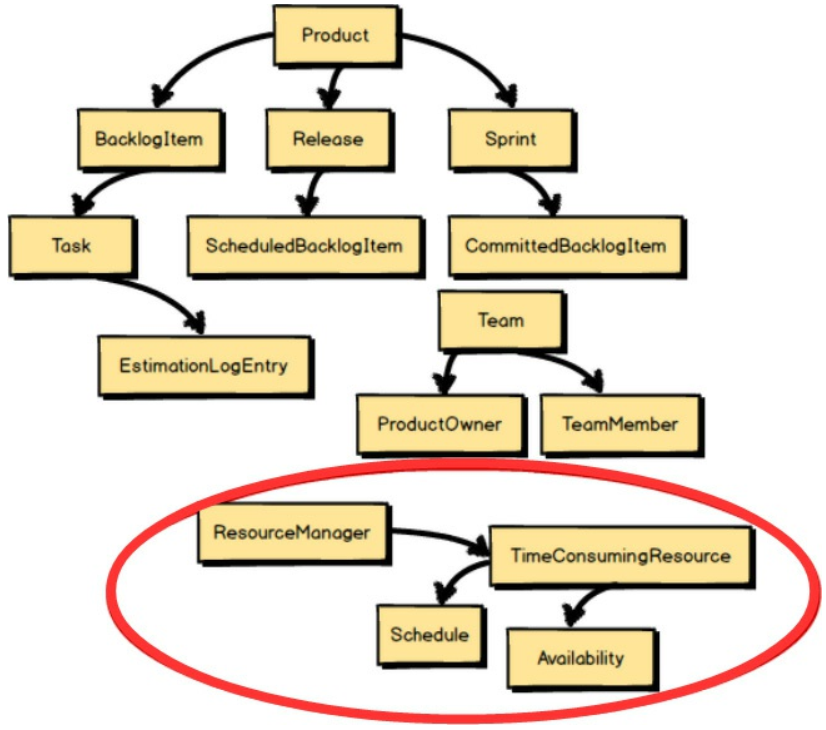 Product
BacklogItem
Release
Sprint
Task
ScheduledBacklogItem
CommittedBacklogItem
Team
EstimationLogEntry
ProductOwner
TeamMember
ResourceManager
TimeConsumingResource
Schedule
Availability